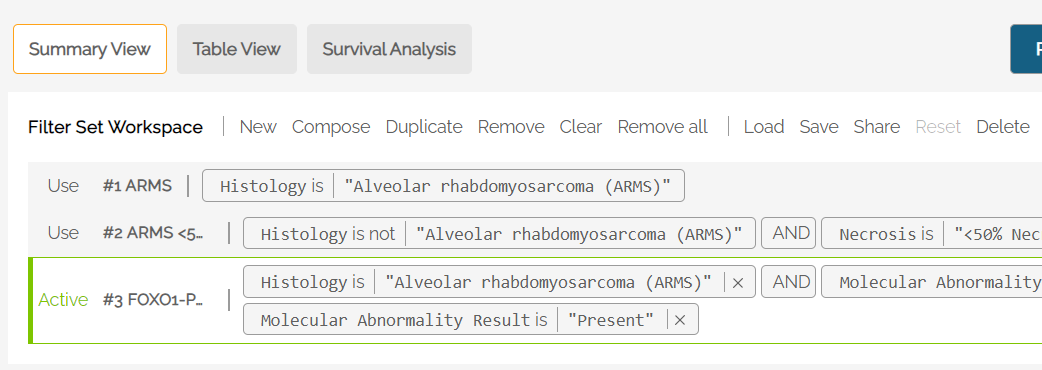 Summary View Table View Survival Analysis
Filter Set Workspace New Compose Duplicate Remove Clear Remove all Load Save Share Reset Delete
Use #1 ARMS Histology is "Alveolar rhabdomyosarcoma (ARMS)"
Use #2 ARMS <5... Histology is not "Alveolar rhabdomyosarcoma (ARMS)" AND Necrosis is "<50% Nec
Active #3 FOXO1-P... Histology is "Alveolar rhabdomyosarcoma (ARMS)" AND Molecular Abnormality
Molecular Abnormality Result is "Present"